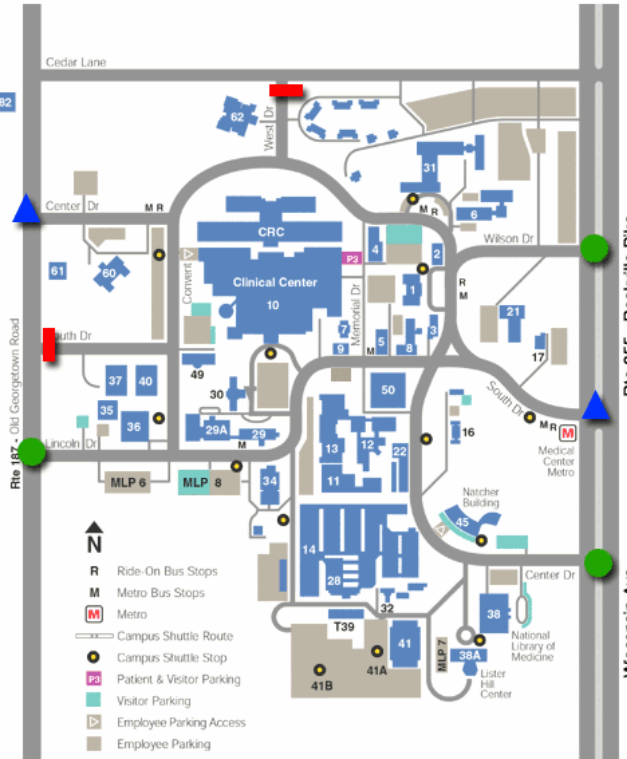 Cedar Lane
82
62
West Dr
31
Center Dr
M R
M
R
6
CRC
Wilson Dr
4
2
P3
61
60
Convent
Clinical Center
10
1
R
M
Memorial Dr
7
3
21
5
9
8
M
17
South Dr
49
37
40
30
50
South Dr
35
36
29A
29
M
16
M R
M
Medical
Center
Metro
Lincoln Dr
13
12
22
11
MLP 6
MLP 8
34
Natcher
Building
45
Rte 187 - Old Georgetown Road
14
28
Center Dr
32
T39
38
41
MLP 7
38A
National
Library of
Medicine
41A
41B
Lister
Hill
Center
N
R Ride-On Bus Stops
M Metro Bus Stops
M Metro
Campus Shuttle Route
Campus Shuttle Stop
P3 Patient & Visitor Parking
Visitor Parking
Employee Parking Access
Employee Parking